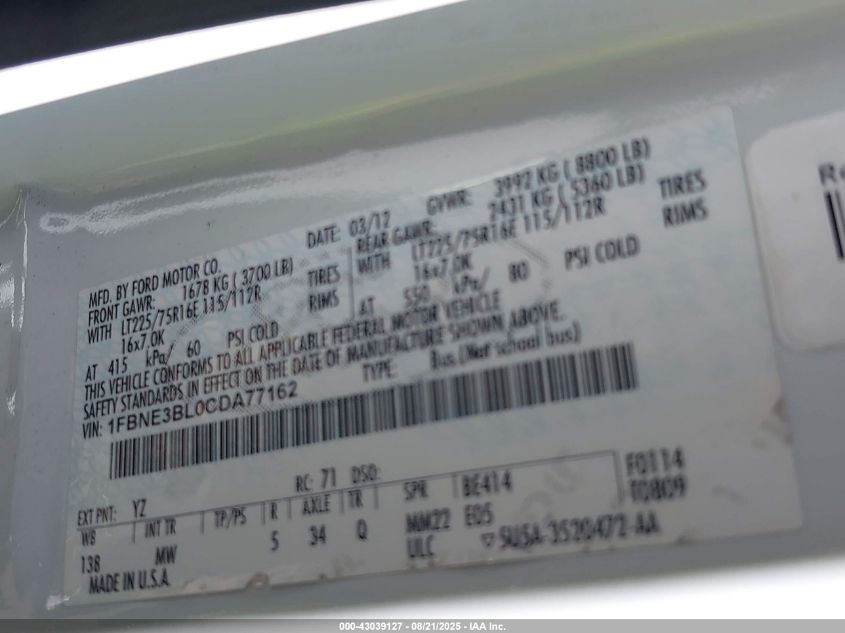 MFD. BY FORD MOTOR CO. DATE: 03/12 GVWR: 3992 KG ( 8800 LB)
FRONT GAWR: 1678 KG ( 3700 LB) REAR GAWR: 2431 KG ( 5360 LB)
WITH LT225/75R16E 115/112R TIRES WITH LT225/75R16E 115/112R TIRES
16x7.0K RIMS 16x7.0K RIMS
AT 415 kPa/ 60 PSI COLD AT 550 kPa/ 80 PSI COLD
THIS VEHICLE CONFORMS TO ALL APPLICABLE FEDERAL MOTOR VEHICLE
SAFETY STANDARDS IN EFFECT ON THE DATE OF MANUFACTURE SHOWN ABOVE.
VIN: 1FBNE3BL0CDA77162 TYPE: Bus (Not school bus)
EXT PNT: YZ RC: 71 DSO: F0114
WB INT TR TP/PS R AXLE TR SPR BE414 T0809
138 MW 5 34 Q MM22 E05
MADE IN U.S.A. ULC 5U5A-3520472-AA
000-43039127 - 08/21/2025 - IAA Inc.